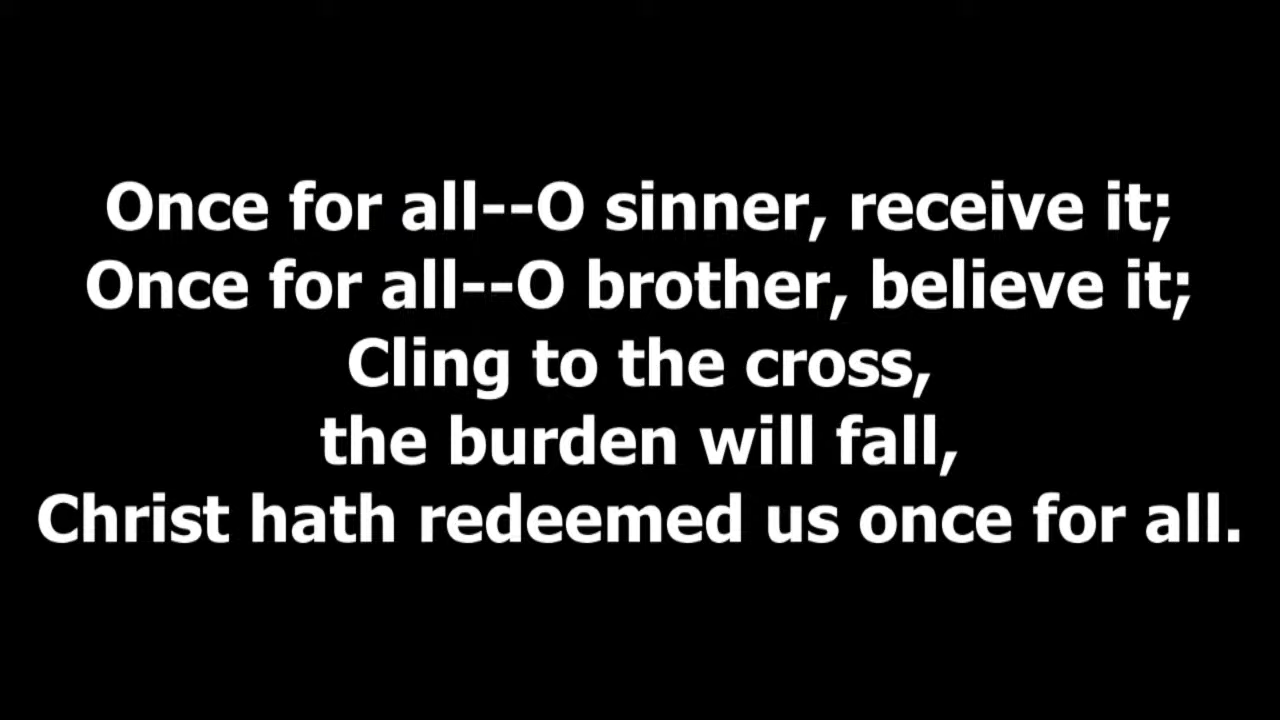 Once for all--O sinner, receive it;
Once for all--O brother, believe it;
Cling to the cross,
the burden will fall,
Christ hath redeemed us once for all.